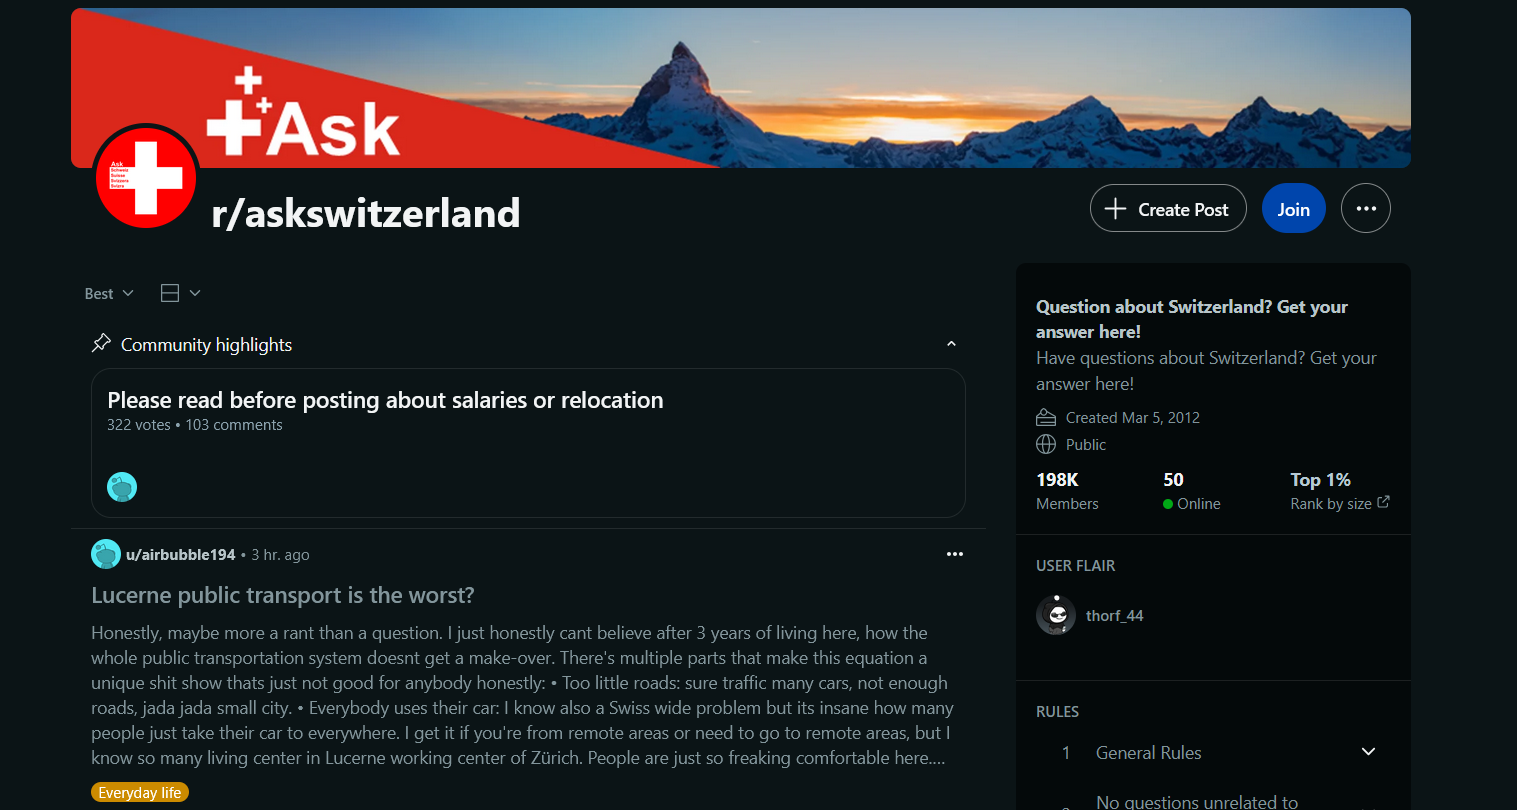 Ask
Ask
Schweiz
Suisse
Svizzera
Svizra
r/askswitzerland
Create Post
Join
Best
Community highlights
Please read before posting about salaries or relocation
322 votes • 103 comments
u/airbubble194 • 3 hr. ago
Lucerne public transport is the worst?
Honestly, maybe more a rant than a question. I just honestly cant believe after 3 years of living here, how the
whole public transportation system doesnt get a make-over. There's multiple parts that make this equation a
unique shit show thats just not good for anybody honestly: • Too little roads: sure traffic many cars, not enough
roads, jada jada small city. • Everybody uses their car: I know also a Swiss wide problem but its insane how many
people just take their car to everywhere. I get it if you're from remote areas or need to go to remote areas, but I
know so many living center in Lucerne working center of Zürich. People are just so freaking comfortable here....
Everyday life
Question about Switzerland? Get your
answer here!
Have questions about Switzerland? Get your
answer here!
Created Mar 5, 2012
Public
198K 50 Top 1%
Members Online Rank by size
USER FLAIR
thorf_44
RULES
1 General Rules
No questions unrelated to